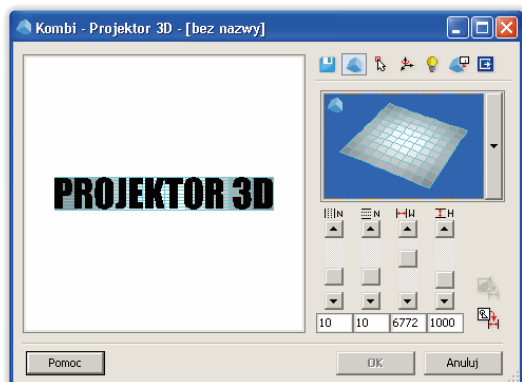 Kombi - Projektor 3D - [bez nazwy]
PROJEKTOR 3D
N N W H
10 10 6772 1000
Pomoc OK Anuluj